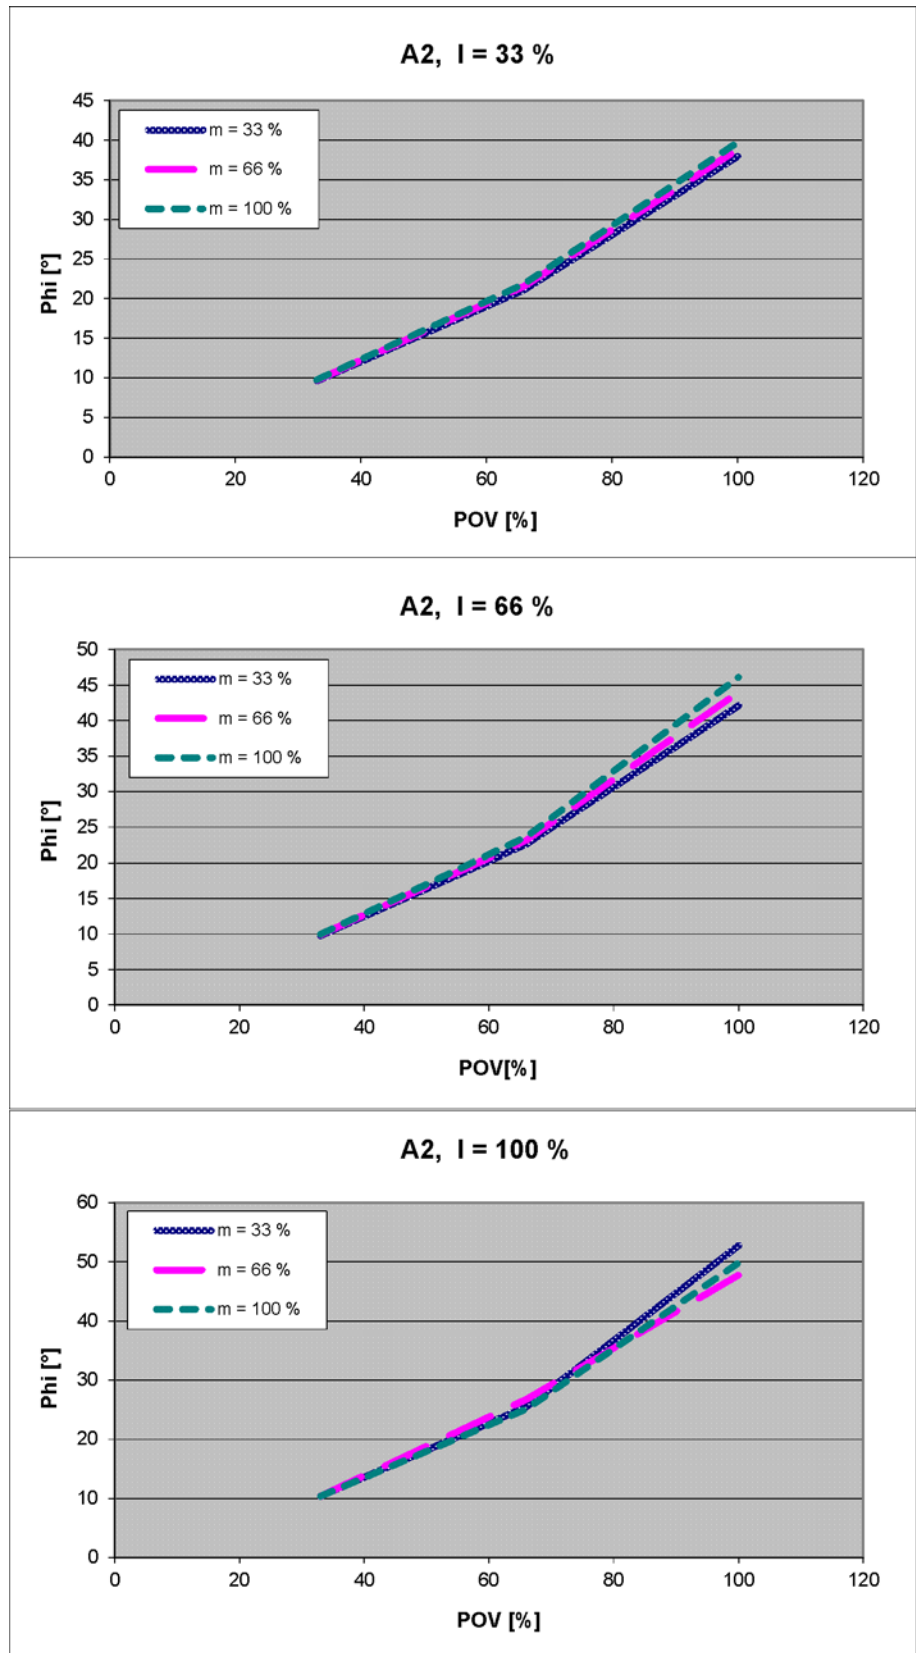 A2,  I = 33 %
45
40
35
30
25
20
15
10
5
0
m = 33 %
m = 66 %
m = 100 %
Phi [°]
0 20 40 60 80 100 120
POV [%]
A2,  I = 66 %
50
45
40
35
30
25
20
15
10
5
0
m = 33 %
m = 66 %
m = 100 %
Phi [°]
0 20 40 60 80 100 120
POV[%]
A2,  I = 100 %
60
50
40
30
20
10
0
m = 33 %
m = 66 %
m = 100 %
Phi [°]
0 20 40 60 80 100 120
POV [%]